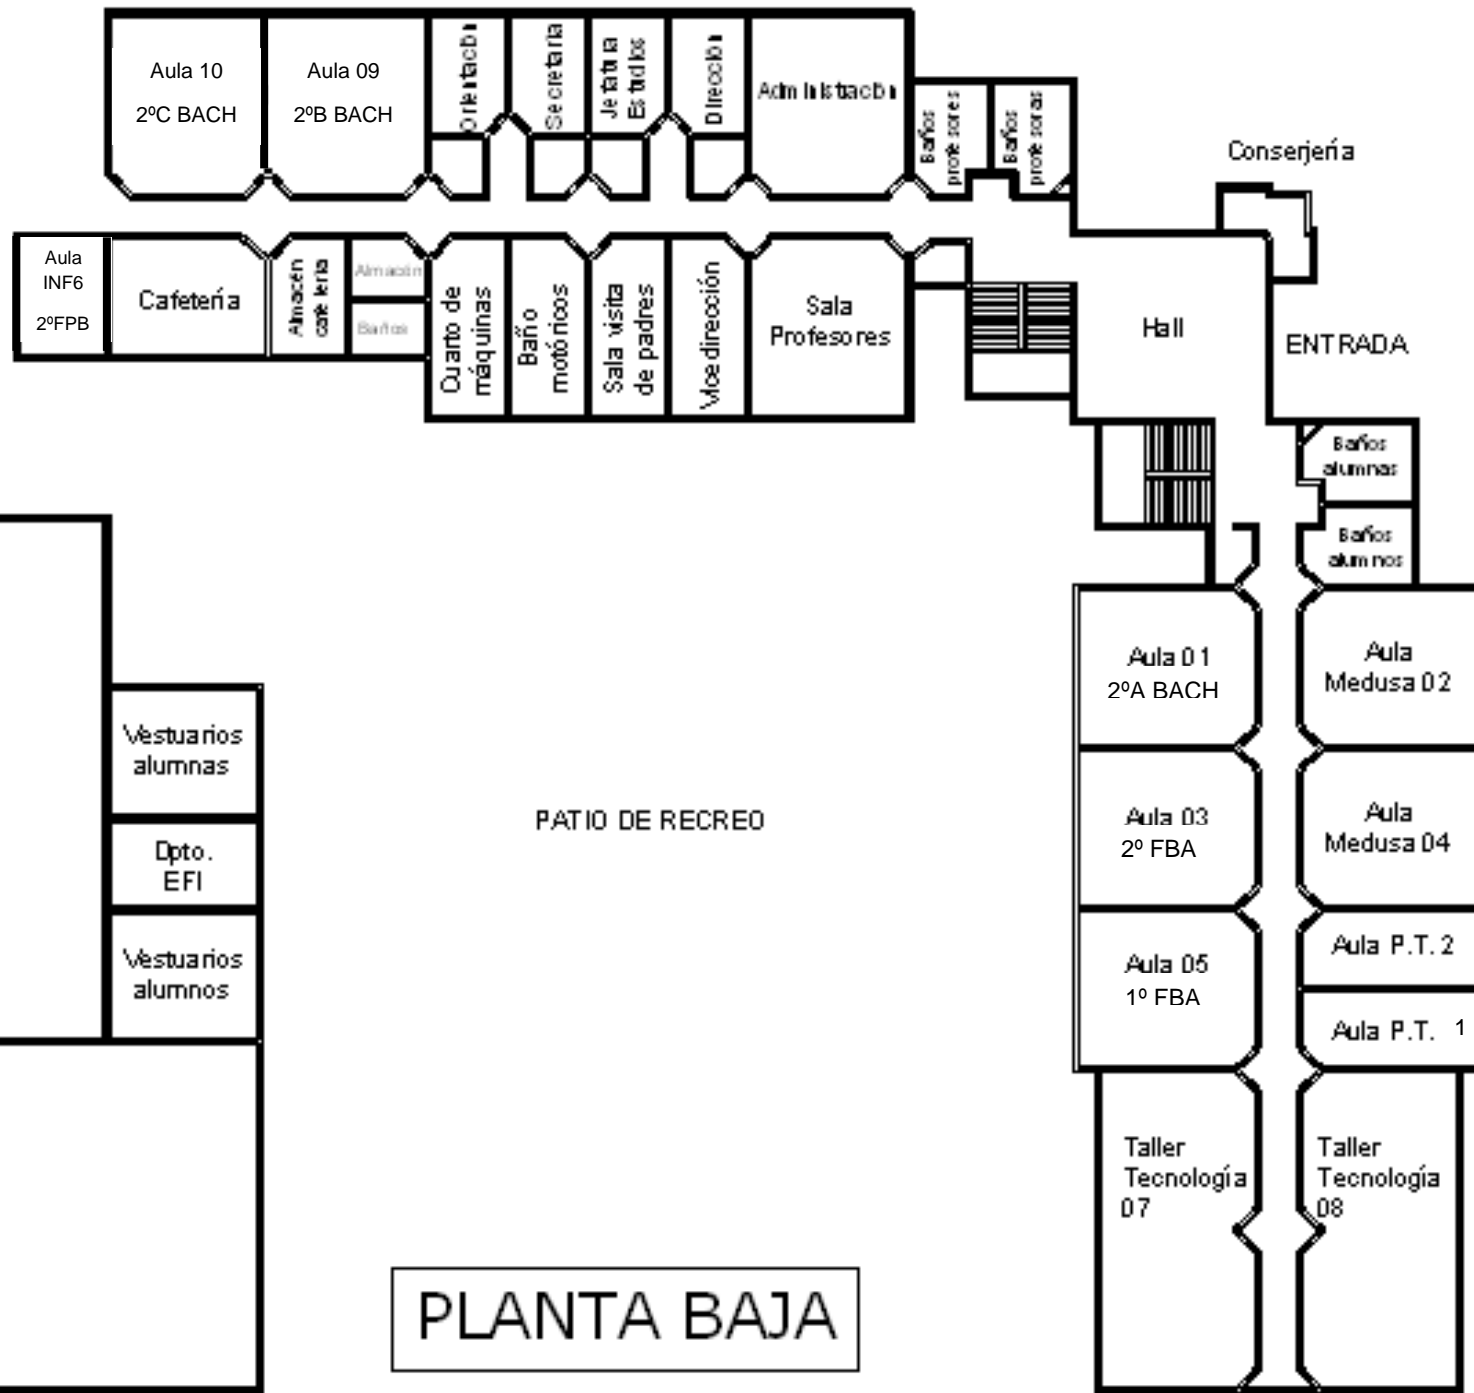 Aula 10
2ºC BACH
Aula 09
2ºB BACH
Orientación
Secretaría
Jefatura
Estudios
Dirección
Administración
Baños
profesores
Baños
profesoras
Conserjería
Aula
INF6
2ºFPB
Cafetería
Almacén
cafetería
Almacén
Baños
Cuarto de
máquinas
Baño
motóricos
Sala visita
de padres
Vicedirección
Sala
Profesores
Hall
ENTRADA
Baños
alumnas
Baños
alumnos
Aula 01
2ºA BACH
Aula
Medusa 02
Vestuarios
alumnas
Dpto.
EFI
Vestuarios
alumnos
PATIO DE RECREO
Aula 03
2º FBA
Aula
Medusa 04
Aula 05
1º FBA
Aula P.T. 2
Aula P.T. 1
Taller
Tecnología
07
Taller
Tecnología
08
PLANTA BAJA